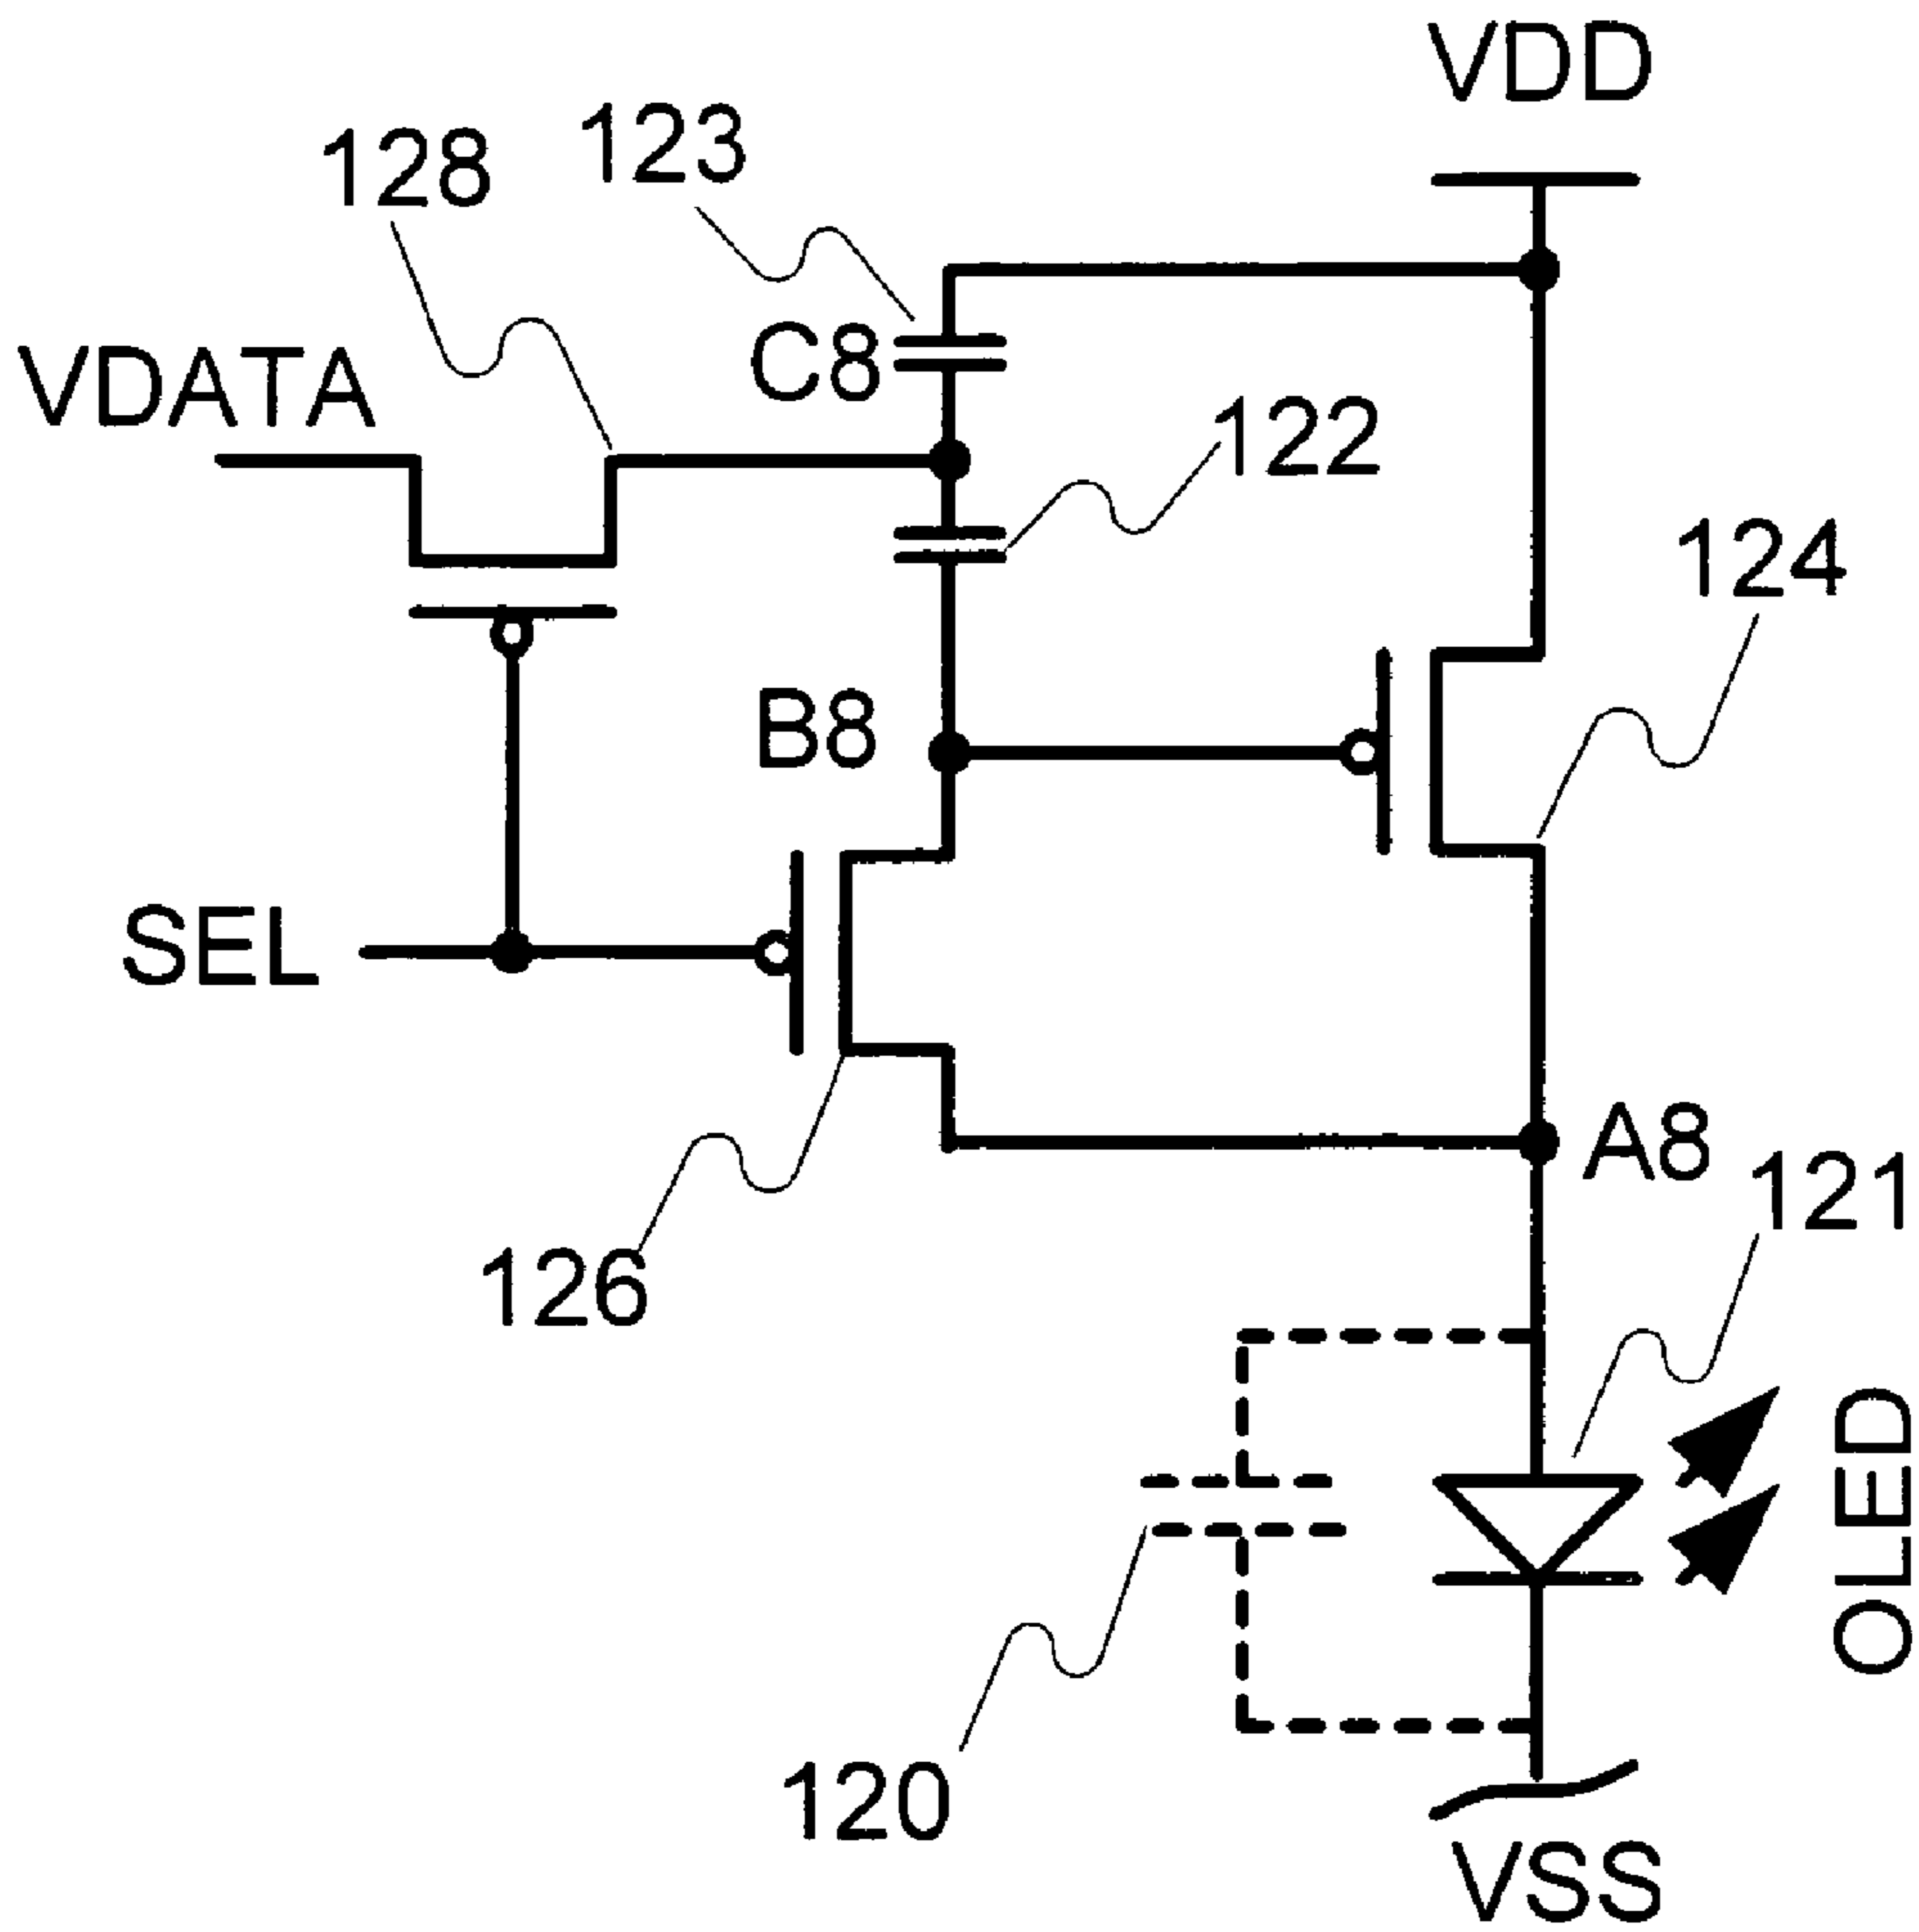 VDD
123
128
C8
VDATA
122
124
B8
SEL
A8
121
126
OLED
120
VSS